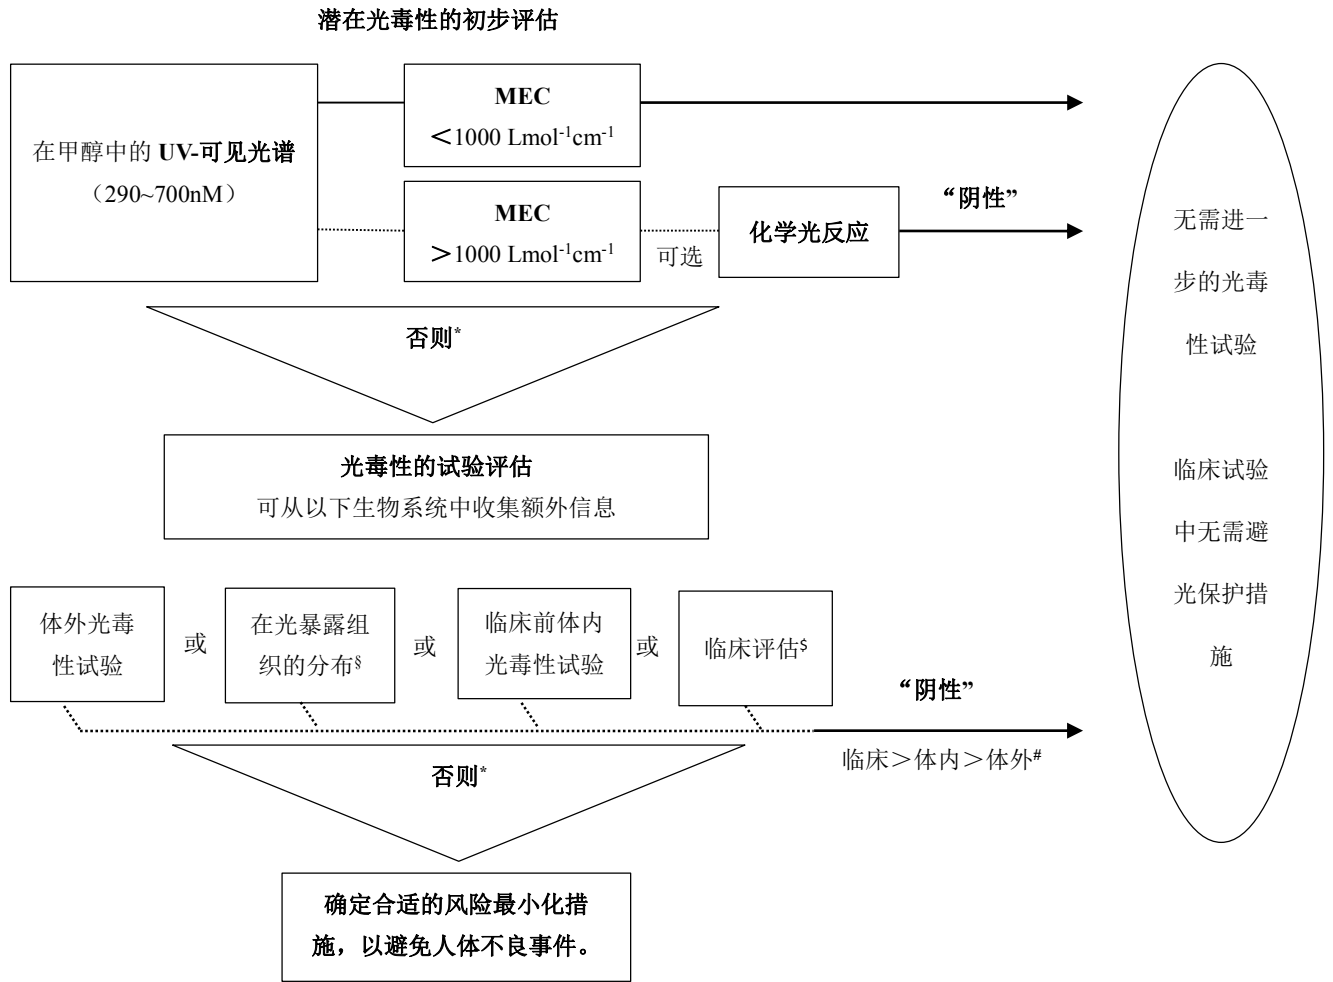 潜在光毒性的初步评估
在甲醇中的 UV-可见光谱
（290~700nM）
MEC
＜1000 Lmol-1cm-1
MEC
＞1000 Lmol-1cm-1
可选
化学光反应
“阴性”
否则*
光毒性的试验评估
可从以下生物系统中收集额外信息
体外光毒
性试验
或
在光暴露组
织的分布§
或
临床前体内
光毒性试验
或
临床评估$
“阴性”
临床＞体内＞体外#
否则*
确定合适的风险最小化措
施，以避免人体不良事件。
无需进一
步的光毒
性试验
临床试验
中无需避
光保护措
施